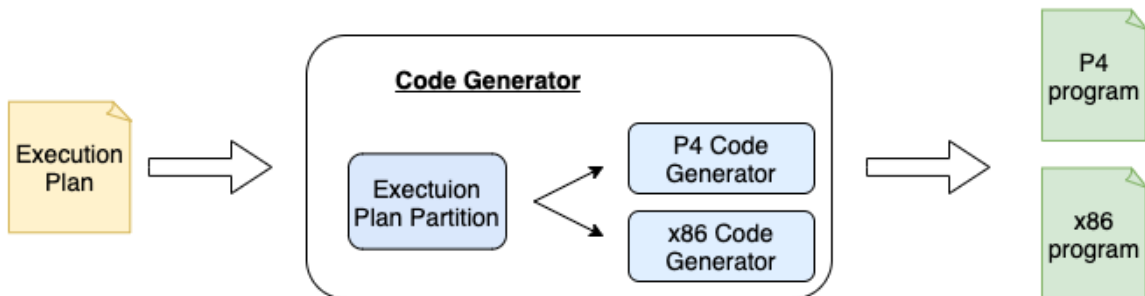 Execution
Plan
Code Generator
Exectuion
Plan Partition
P4 Code
Generator
x86 Code
Generator
P4
program
x86
program